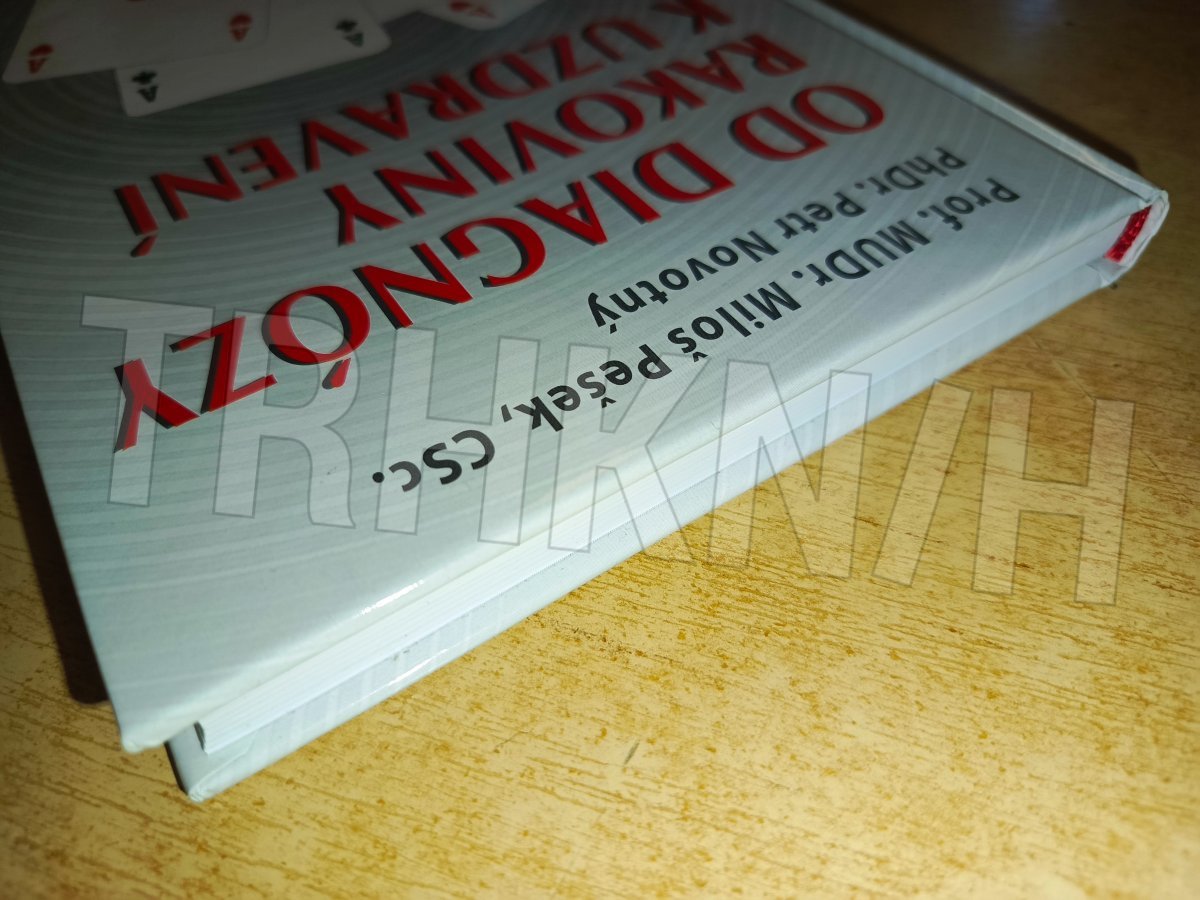 Prof. MUDr. Miloš Pešek, CSc.
PhDr. Petr Novotný
OD DIAGNÓZY
RAKOVINY
K UZDRAVENÍ
A
A
A
A
TRHKNIH